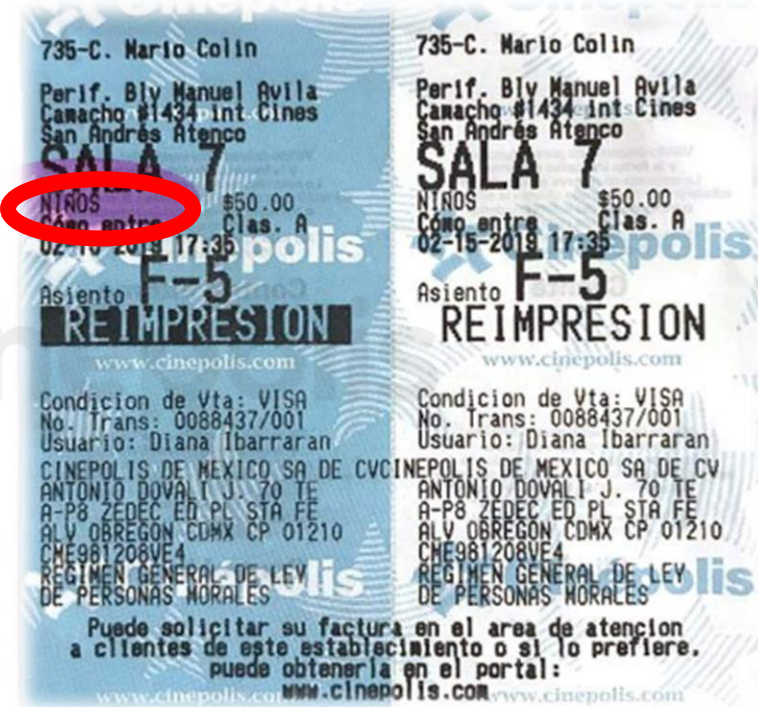 735-C. Mario Colin
Perif. Blv Manuel Avila
Camacho #1434 int Cines
San Andrés Atenco
SALA 7
NIÑOS $50.00
Cómo entre Clas. A
2019 17:35
Asiento F-5
REIMPRESION
www.cinepolis.com
Condicion de Vta: VISA
No. Trans: 0088437/001
Usuario: Diana Ibarraran
CINEPOLIS DE MEXICO SA DE CV
ANTONIO DOVALI J. 70 TE
A-P8 ZEDEC ED PL STA FE
ALV OBREGON CDMX CP 01210
CME981208VE4
REGIMEN GENERAL DE LEY
DE PERSONAS MORALES
735-C. Mario Colin
Perif. Blv Manuel Avila
Camacho #1434 int Cines
San Andrés Atenco
SALA 7
NIÑOS $50.00
Cómo entre Clas. A
02-15-2019 17:35
Asiento F-5
REIMPRESION
www.cinepolis.com
Condicion de Vta: VISA
No. Trans: 0088437/001
Usuario: Diana Ibarraran
CINEPOLIS DE MEXICO SA DE CV
ANTONIO DOVALI J. 70 TE
A-P8 ZEDEC ED PL STA FE
ALV OBREGON CDMX CP 01210
CME981208VE4
REGIMEN GENERAL DE LEY
DE PERSONAS MORALES
Puede solicitar su factura en el area de atencion
a clientes de este establecimiento o si lo prefiere,
puede obtenerla en el portal:
www.cinepolis.com
www.cinepolis.com